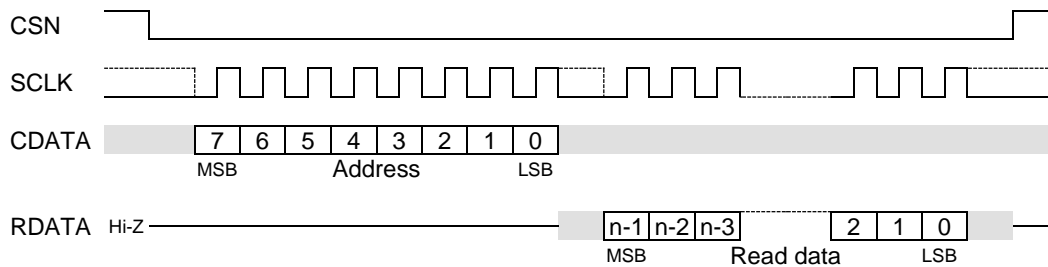 CSN
SCLK
CDATA 7 6 5 4 3 2 1 0
MSB Address LSB
RDATA Hi-Z n-1 n-2 n-3 2 1 0
MSB Read data LSB